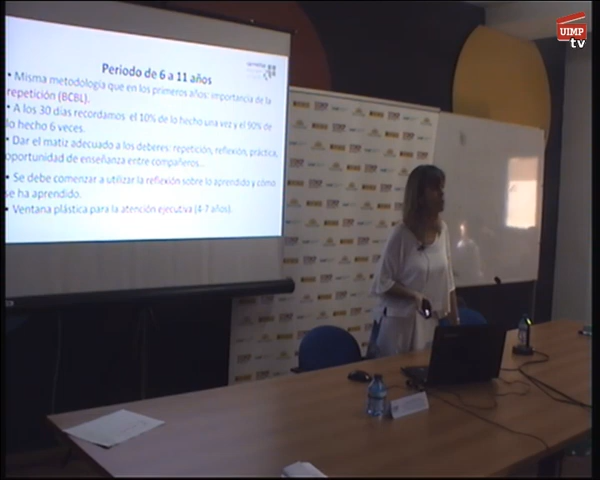 UIMP
tv
Periodo de 6 a 11 años
• Misma metodología que en los primeros años: importancia de la
repetición (BCBL).
• A los 30 días recordamos el 10% de lo hecho una vez y el 90% de
lo hecho 6 veces.
• Dar el matiz adecuado a los deberes: repetición, reflexión, práctica,
oportunidad de enseñanza entre compañeros...
• Se debe comenzar a utilizar la reflexión sobre lo aprendido y cómo
se ha aprendido.
• Ventana plástica para la atención ejecutiva (4-7 años).